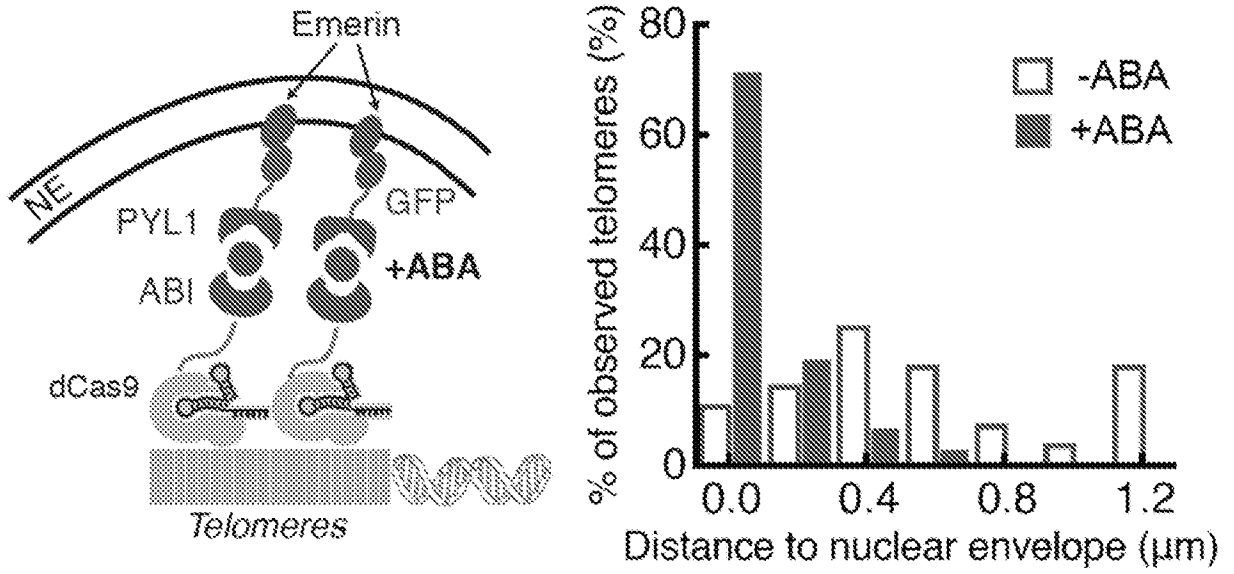 Emerin
NE
PYL1
GFP
+ABA
ABI
dCas9
Telomeres
% of observed telomeres (%)
80
60
40
20
0
-ABA
+ABA
0.0 0.4 0.8 1.2
Distance to nuclear envelope (μm)